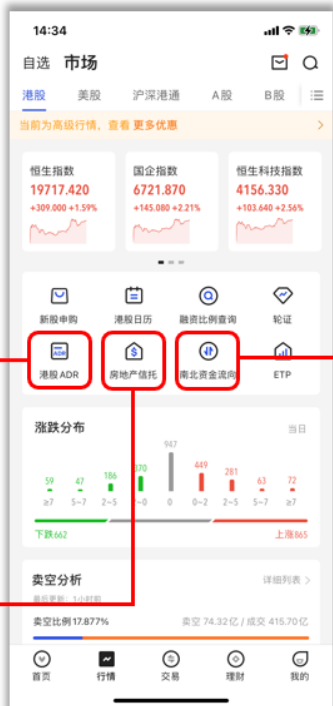 14:34
自选 市场
港股 美股 沪深港通 A股 B股
当前为高级行情，查看 更多优惠
恒生指数 国企指数 恒生科技指数
19717.420 6721.870 4156.330
+309.000 +1.59% +145.080 +2.21% +103.640 +2.56%
新股申购 港股日历 融资比例查询 轮证
ADR
港股 ADR 房地产信托 南北资金流向 ETP
涨跌分布 当日
59 47 186 370 947 449 281 63 72
≥7 5~7 2~5 ~0 0 0~2 2~5 5~7 ≥7
下跌662 上涨865
卖空分析 详细列表
最后更新：1小时前
卖空比例 17.877% 卖空 74.32亿 / 成交 415.70亿
首页 行情 交易 理财 我的